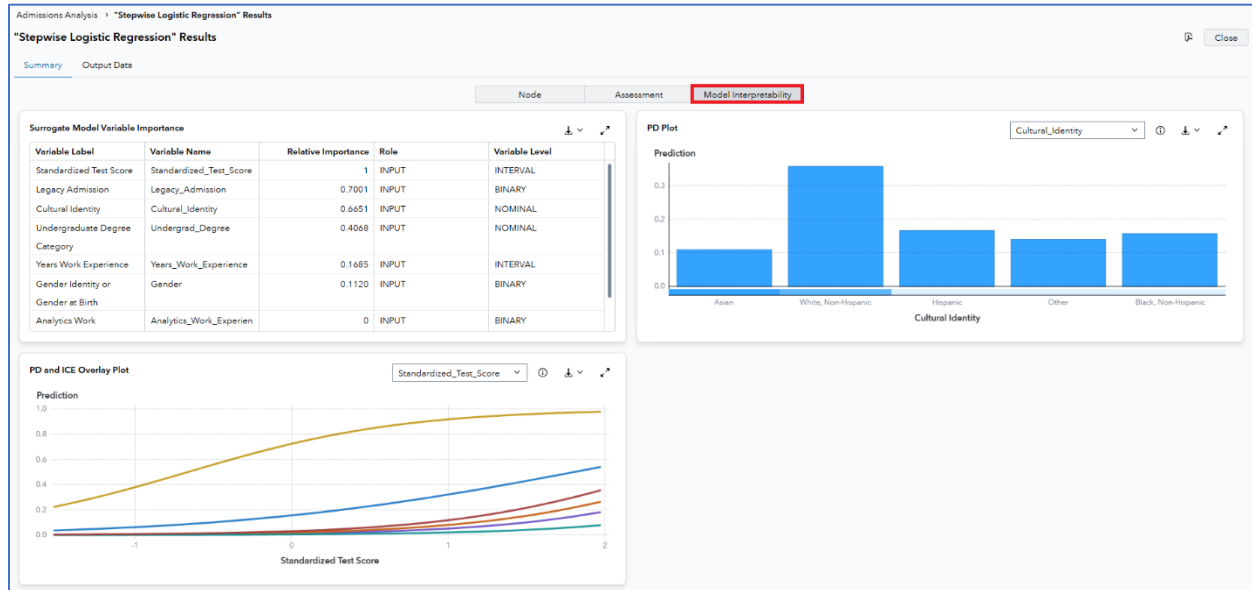 Admissions Analysis > "Stepwise Logistic Regression" Results
"Stepwise Logistic Regression" Results
Close
Summary Output Data
Node Assessment Model Interpretability
Surrogate Model Variable Importance
Variable Label Variable Name Relative Importance Role Variable Level
Standardized Test Score Standardized_Test_Score 1 INPUT INTERVAL
Legacy Admission Legacy_Admission 0.7001 INPUT BINARY
Cultural Identity Cultural_Identity 0.6651 INPUT NOMINAL
Undergraduate Degree Undergrad_Degree 0.4068 INPUT NOMINAL
Category
Years Work Experience Years_Work_Experience 0.1685 INPUT INTERVAL
Gender Identity or Gender 0.1120 INPUT BINARY
Gender at Birth
Analytics Work Analytics_Work_Experien 0 INPUT BINARY
PD Plot
Cultural_Identity
Prediction
0.3
0.2
0.1
0.0
Asian White, Non-Hispanic Hispanic Other Black, Non-Hispanic
Cultural Identity
PD and ICE Overlay Plot
Standardized_Test_Score
Prediction
1.0
0.8
0.6
0.4
0.2
0.0
-1 0 1 2
Standardized Test Score